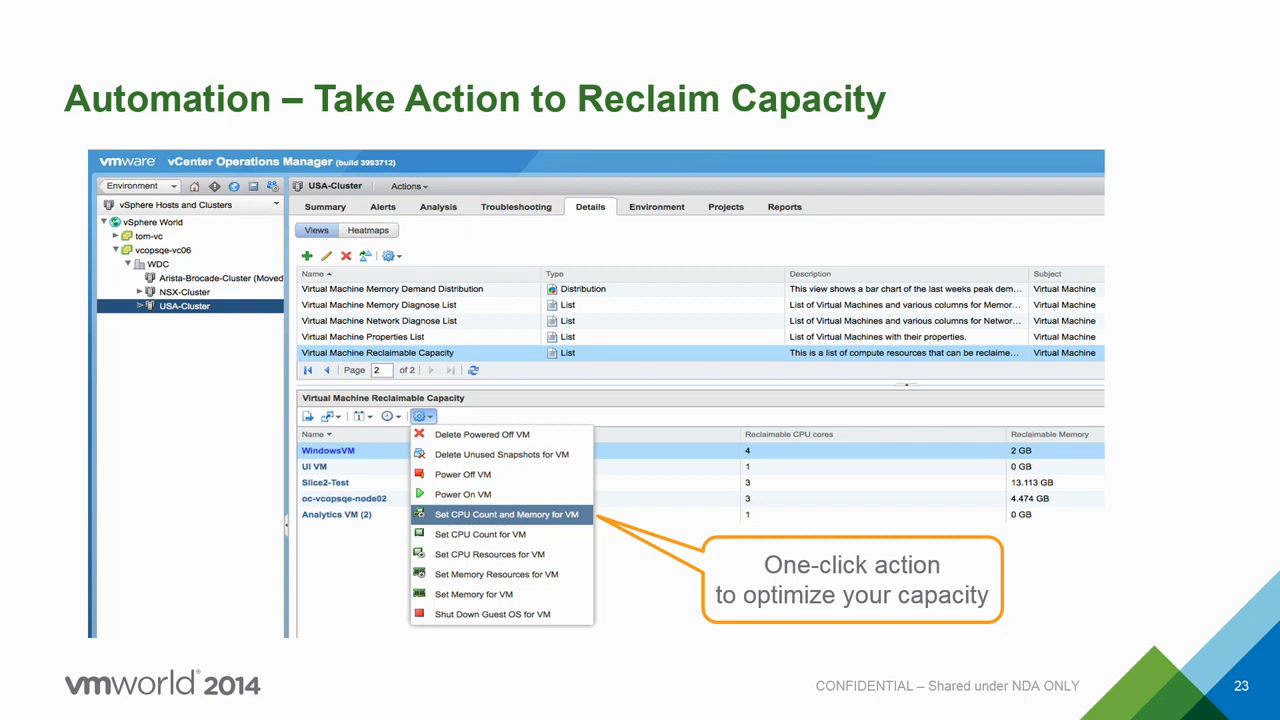 Automation – Take Action to Reclaim Capacity
vmware vCenter Operations Manager (build 3993712)
Environment
USA-Cluster Actions
vSphere Hosts and Clusters
Summary Alerts Analysis Troubleshooting Details Environment Projects Reports
vSphere World
tom-vc
vcopsqe-vc06
WDC
Arista-Brocade-Cluster (Moved
NSX-Cluster
USA-Cluster
Views Heatmaps
Name Type Description Subject
Virtual Machine Memory Demand Distribution Distribution This view shows a bar chart of the last weeks peak dem... Virtual Machine
Virtual Machine Memory Diagnose List List List of Virtual Machines and various columns for Memor... Virtual Machine
Virtual Machine Network Diagnose List List List of Virtual Machines and various columns for Networ... Virtual Machine
Virtual Machine Properties List List List of Virtual Machines with their properties. Virtual Machine
Virtual Machine Reclaimable Capacity List This is a list of compute resources that can be reclaime... Virtual Machine
Page 2 of 2
Virtual Machine Reclaimable Capacity
Name Reclaimable CPU cores Reclaimable Memory
WindowsVM 4 2 GB
UI VM 1 0 GB
Slice2-Test 3 13.113 GB
oc-vcopsqe-node02 3 4.474 GB
Analytics VM (2) 1 0 GB
Delete Powered Off VM
Delete Unused Snapshots for VM
Power Off VM
Power On VM
Set CPU Count and Memory for VM
Set CPU Count for VM
Set CPU Resources for VM
Set Memory Resources for VM
Set Memory for VM
Shut Down Guest OS for VM
One-click action
to optimize your capacity
vmworld® 2014
CONFIDENTIAL – Shared under NDA ONLY
23